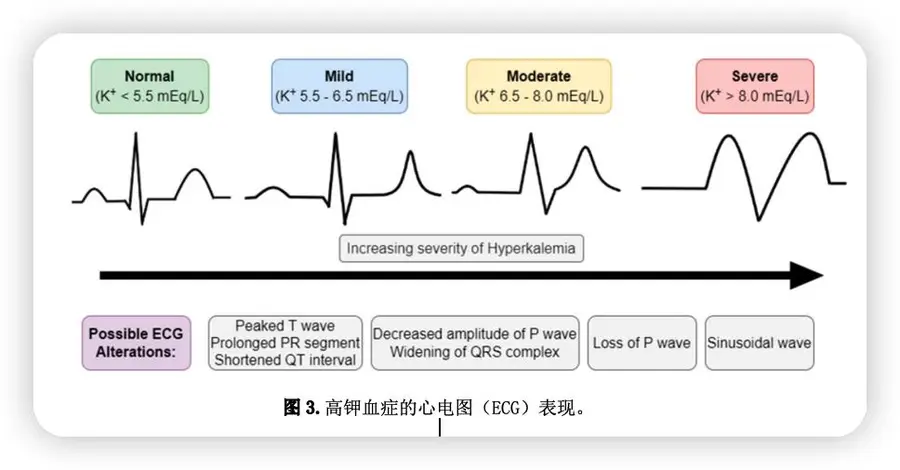 Normal
(K⁺ < 5.5 mEq/L)
Mild
(K⁺ 5.5 - 6.5 mEq/L)
Moderate
(K⁺ 6.5 - 8.0 mEq/L)
Severe
(K⁺ > 8.0 mEq/L)
Increasing severity of Hyperkalemia
Possible ECG
Alterations:
Peaked T wave
Prolonged PR segment
Shortened QT interval
Decreased amplitude of P wave
Widening of QRS complex
Loss of P wave
Sinusoidal wave
图 3. 高钾血症的心电图（ECG）表现。